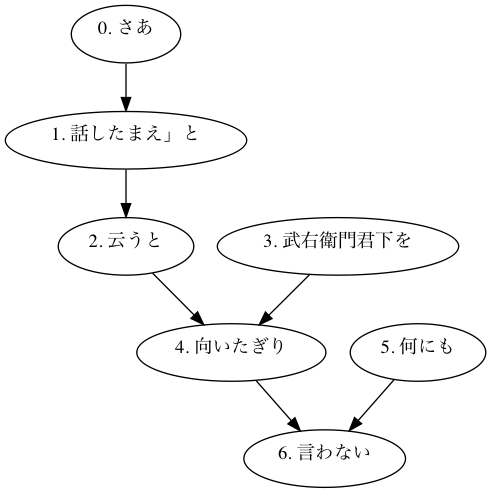 0. さあ
1. 話したまえ」と
2. 云うと
3. 武右衛門君下を
4. 向いたぎり
5. 何にも
6. 言わない